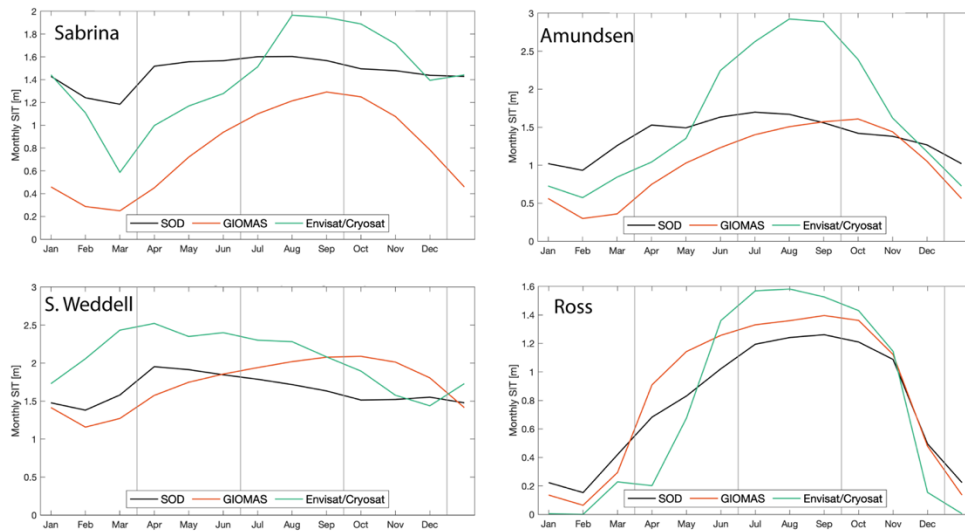 Sabrina
Monthly SIT [m]
2
1.8
1.6
1.4
1.2
1
0.8
0.6
0.4
0.2
0
SOD GIOMAS Envisat/Cryosat
Jan Feb Mar Apr May Jun Jul Aug Sep Oct Nov Dec
Amundsen
Monthly SIT [m]
3
2.5
2
1.5
1
0.5
0
SOD GIOMAS Envisat/Cryosat
Jan Feb Mar Apr May Jun Jul Aug Sep Oct Nov Dec
S. Weddell
Monthly SIT [m]
3
2.5
2
1.5
1
0.5
0
SOD GIOMAS Envisat/Cryosat
Jan Feb Mar Apr May Jun Jul Aug Sep Oct Nov Dec
Ross
Monthly SIT [m]
1.6
1.4
1.2
1
0.8
0.6
0.4
0.2
0
SOD GIOMAS Envisat/Cryosat
Jan Feb Mar Apr May Jun Jul Aug Sep Oct Nov Dec